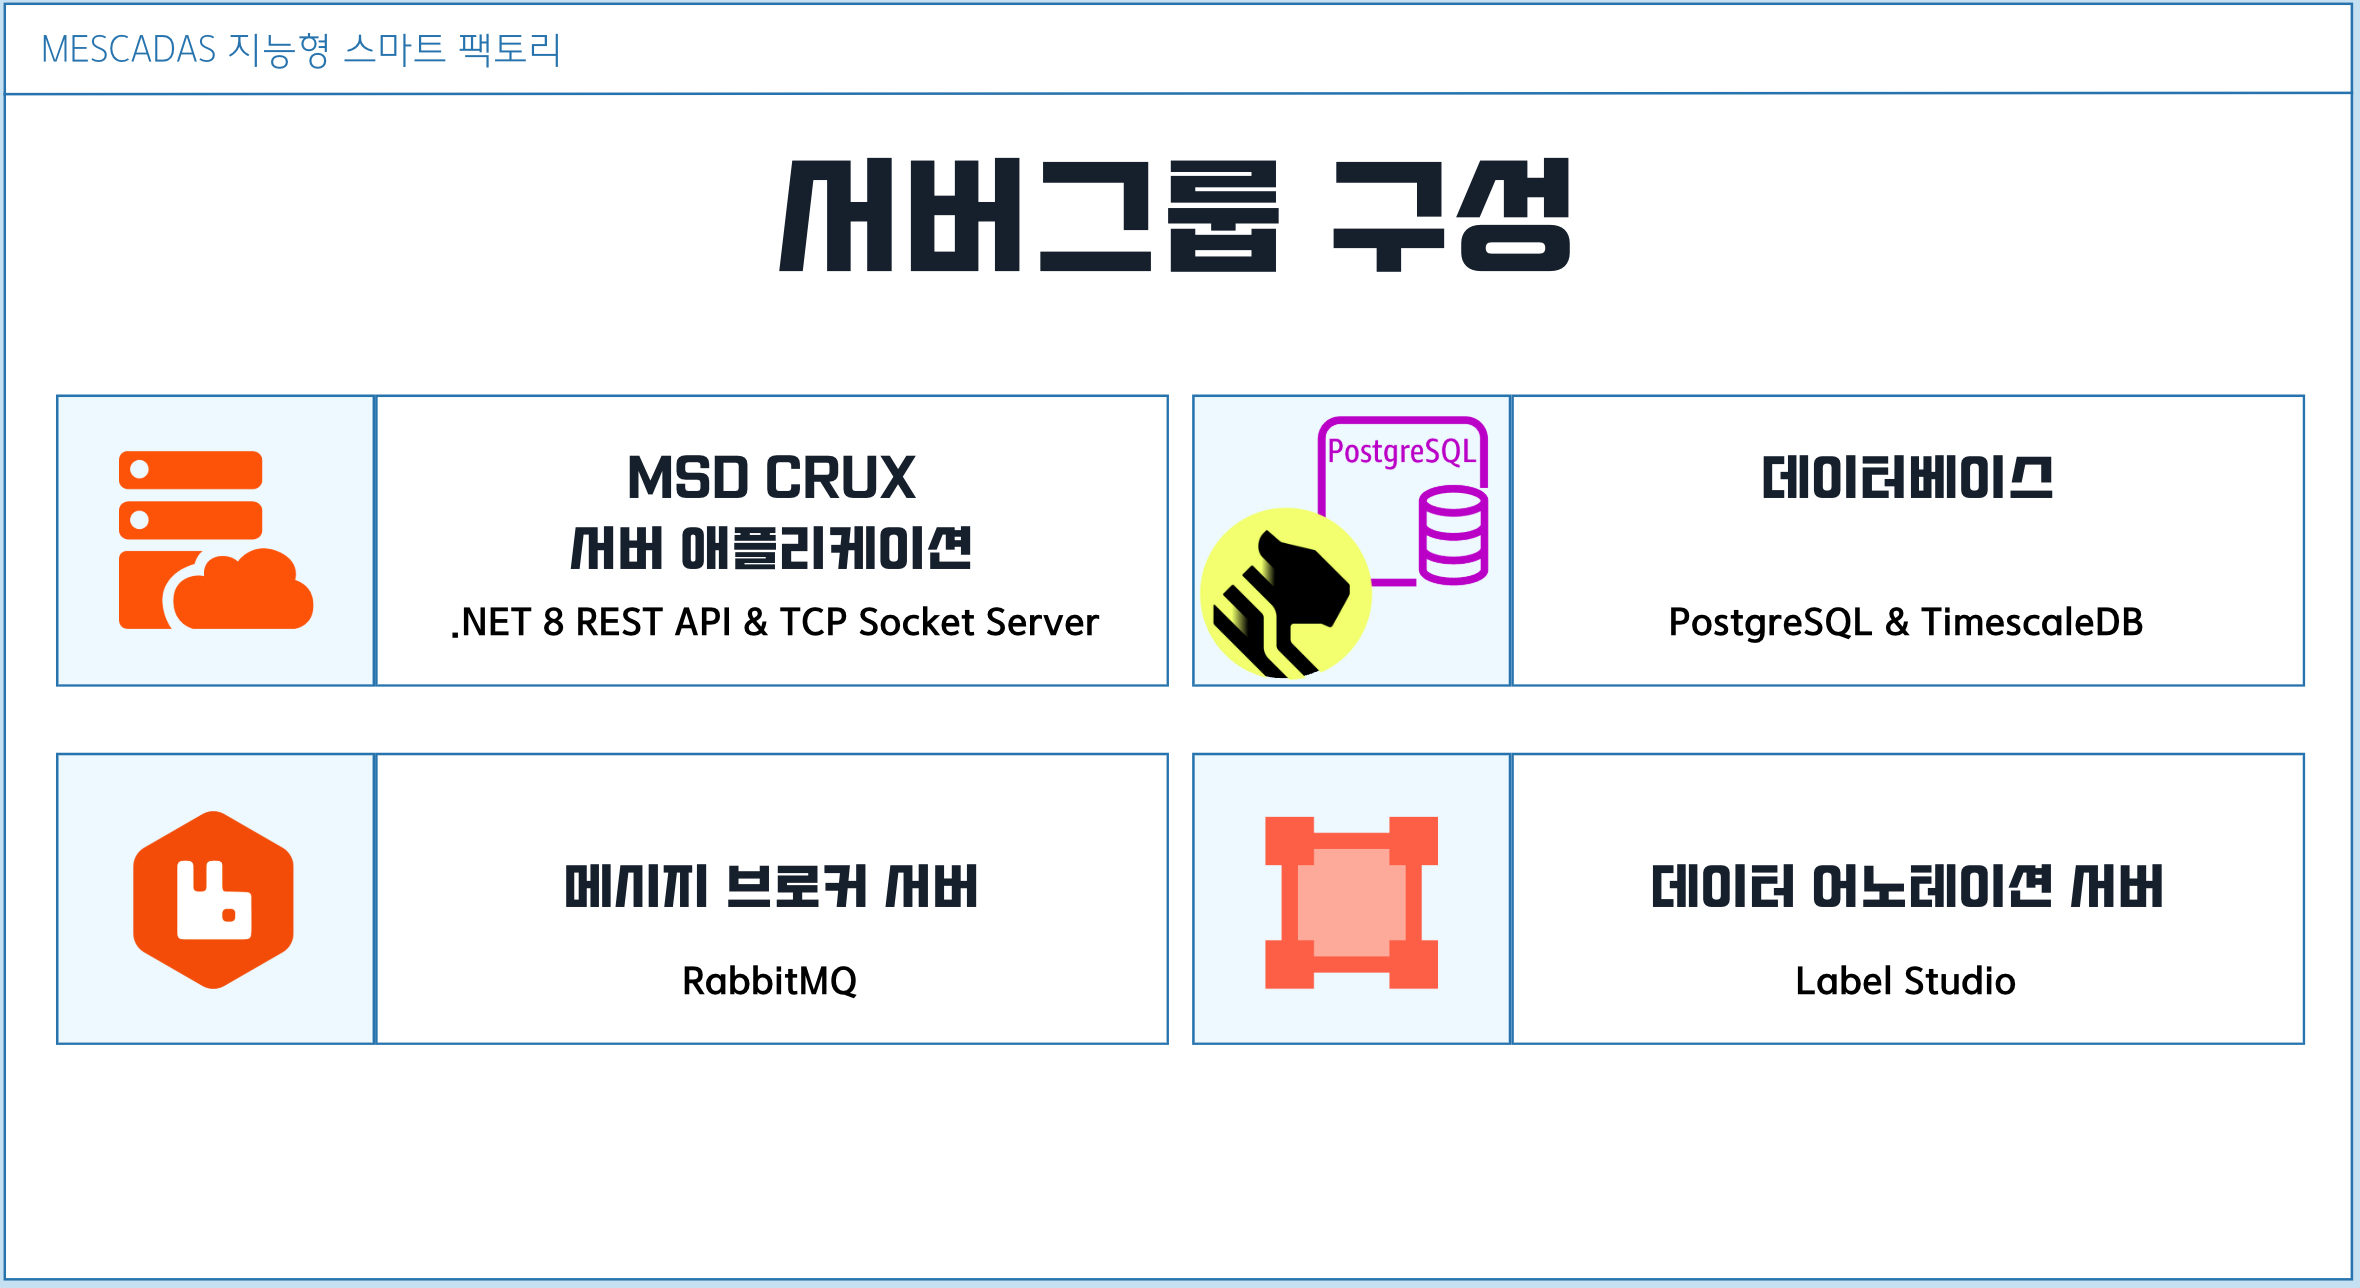 MESCADAS 지능형 스마트 팩토리
서버그룹 구성
MSD CRUX
서버 애플리케이션
.NET 8 REST API & TCP Socket Server
PostgreSQL
데이터베이스
PostgreSQL & TimescaleDB
메시지 브로커 서버
RabbitMQ
데이터 어노테이션 서버
Label Studio